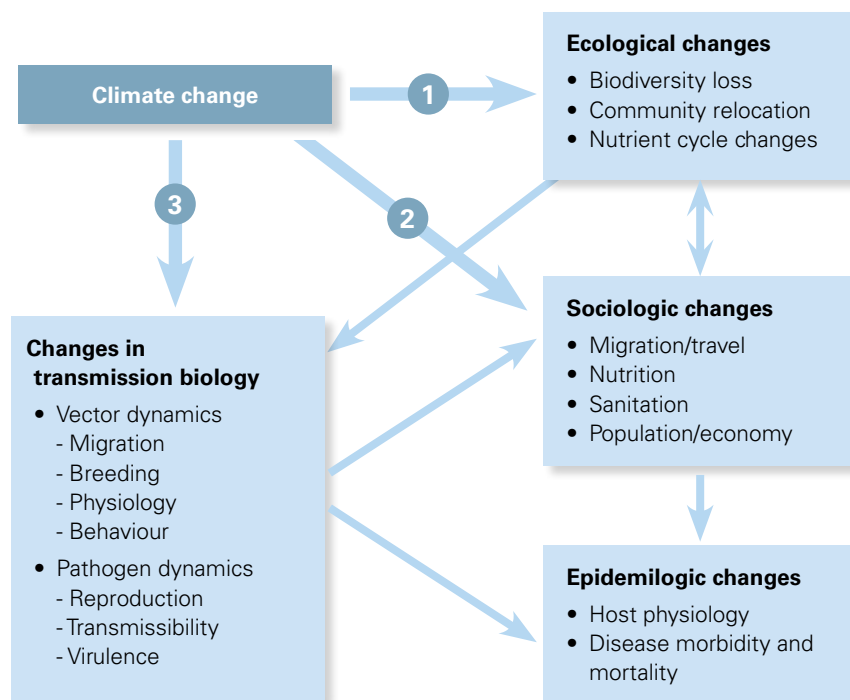 Climate change
1
2
3
Ecological changes
• Biodiversity loss
• Community relocation
• Nutrient cycle changes
Sociologic changes
• Migration/travel
• Nutrition
• Sanitation
• Population/economy
Changes in
transmission biology
• Vector dynamics
- Migration
- Breeding
- Physiology
- Behaviour
• Pathogen dynamics
- Reproduction
- Transmissibility
- Virulence
Epidemilogic changes
• Host physiology
• Disease morbidity and
mortality